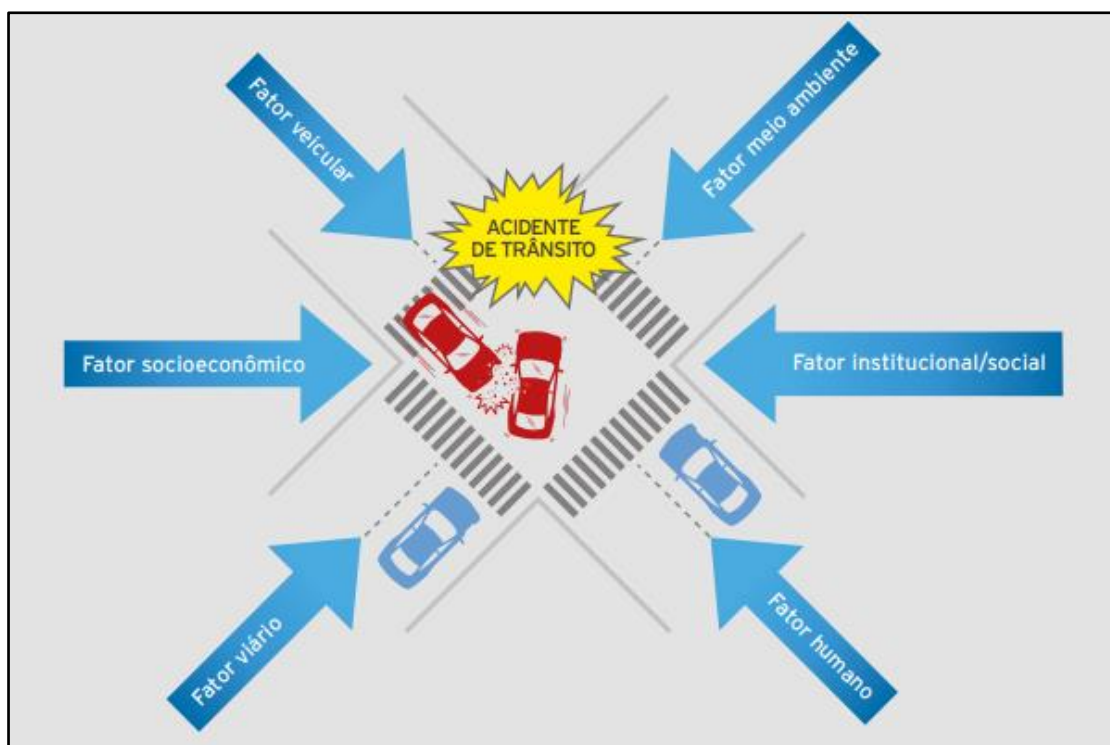 Fator veicular
Fator meio ambiente
ACIDENTE
DE TRÂNSITO
Fator socioeconômico
Fator institucional/social
Fator viário
Fator humano